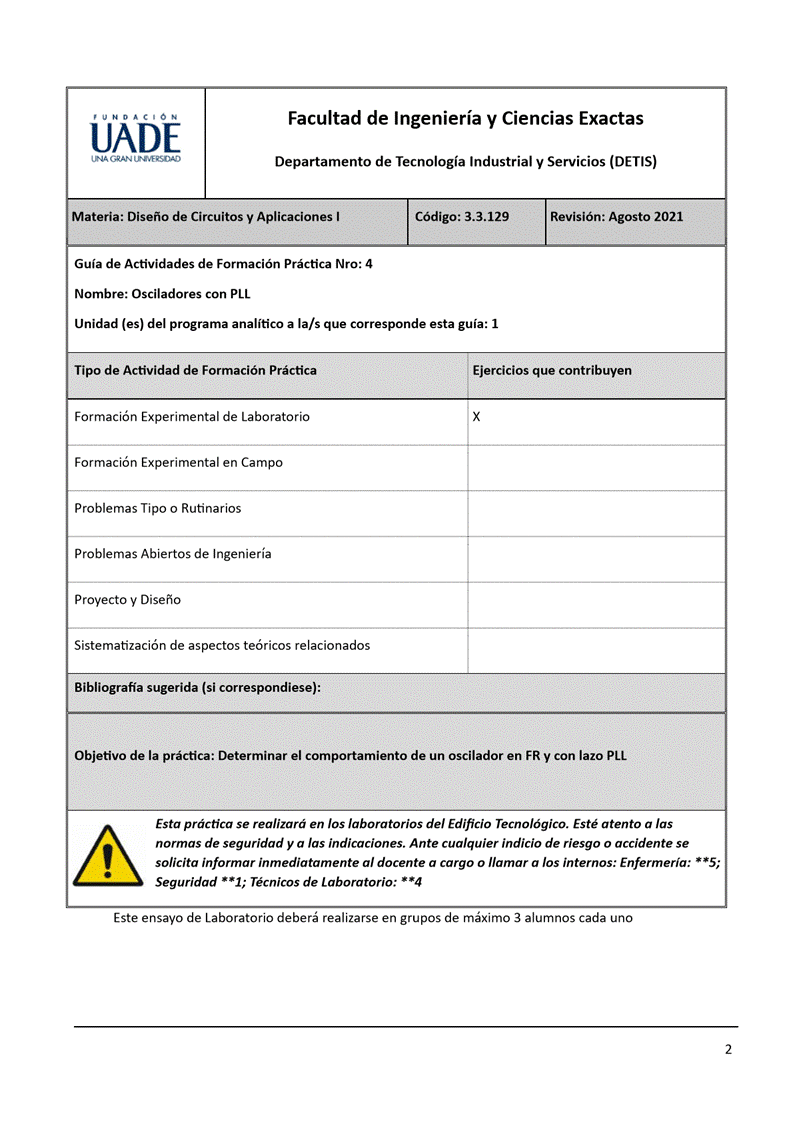 FUNDACIÓN
UADE
UNA GRAN UNIVERSIDAD
Facultad de Ingeniería y Ciencias Exactas
Departamento de Tecnología Industrial y Servicios (DETIS)
Materia: Diseño de Circuitos y Aplicaciones I
Código: 3.3.129
Revisión: Agosto 2021
Guía de Actividades de Formación Práctica Nro: 4
Nombre: Osciladores con PLL
Unidad (es) del programa analítico a la/s que corresponde esta guía: 1
Tipo de Actividad de Formación Práctica
Ejercicios que contribuyen
Formación Experimental de Laboratorio
X
Formación Experimental en Campo
Problemas Tipo o Rutinarios
Problemas Abiertos de Ingeniería
Proyecto y Diseño
Sistematización de aspectos teóricos relacionados
Bibliografía sugerida (si correspondiese):
Objetivo de la práctica: Determinar el comportamiento de un oscilador en FR y con lazo PLL
Esta práctica se realizará en los laboratorios del Edificio Tecnológico. Esté atento a las
normas de seguridad y a las indicaciones. Ante cualquier indicio de riesgo o accidente se
solicita informar inmediatamente al docente a cargo o llamar a los internos: Enfermería: **5;
Seguridad **1; Técnicos de Laboratorio: **4
Este ensayo de Laboratorio deberá realizarse en grupos de máximo 3 alumnos cada uno
2